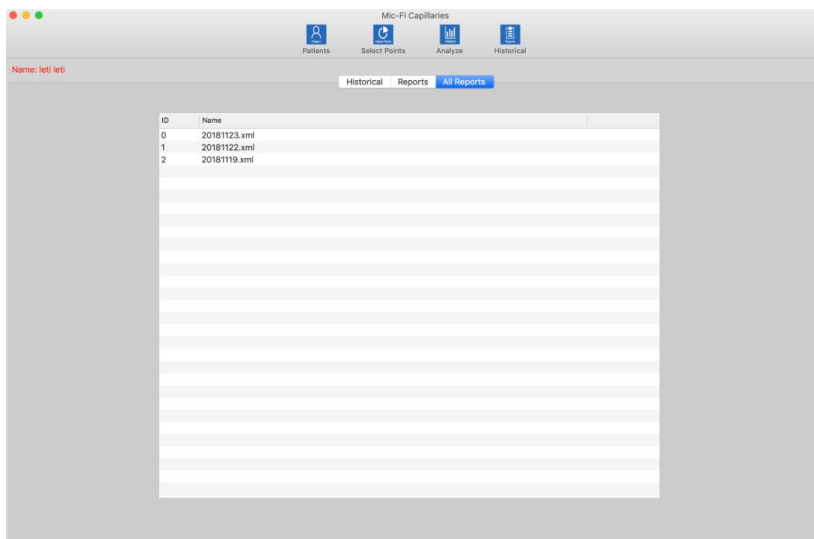 Mic-Fi Capillaries
Patients Select Points Analyze Historical
Name: leti leti
Historical Reports All Reports
ID Name
0 20181123.xml
1 20181122.xml
2 20181119.xml